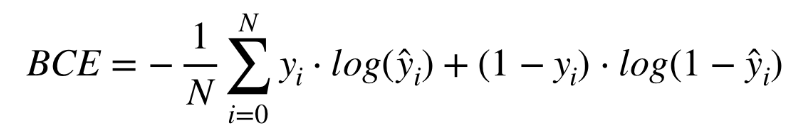 BCE = - \frac{1}{N} \sum_{i=0}^{N} y_i \cdot log(\hat{y}_i) + (1 - y_i) \cdot log(1 - \hat{y}_i)